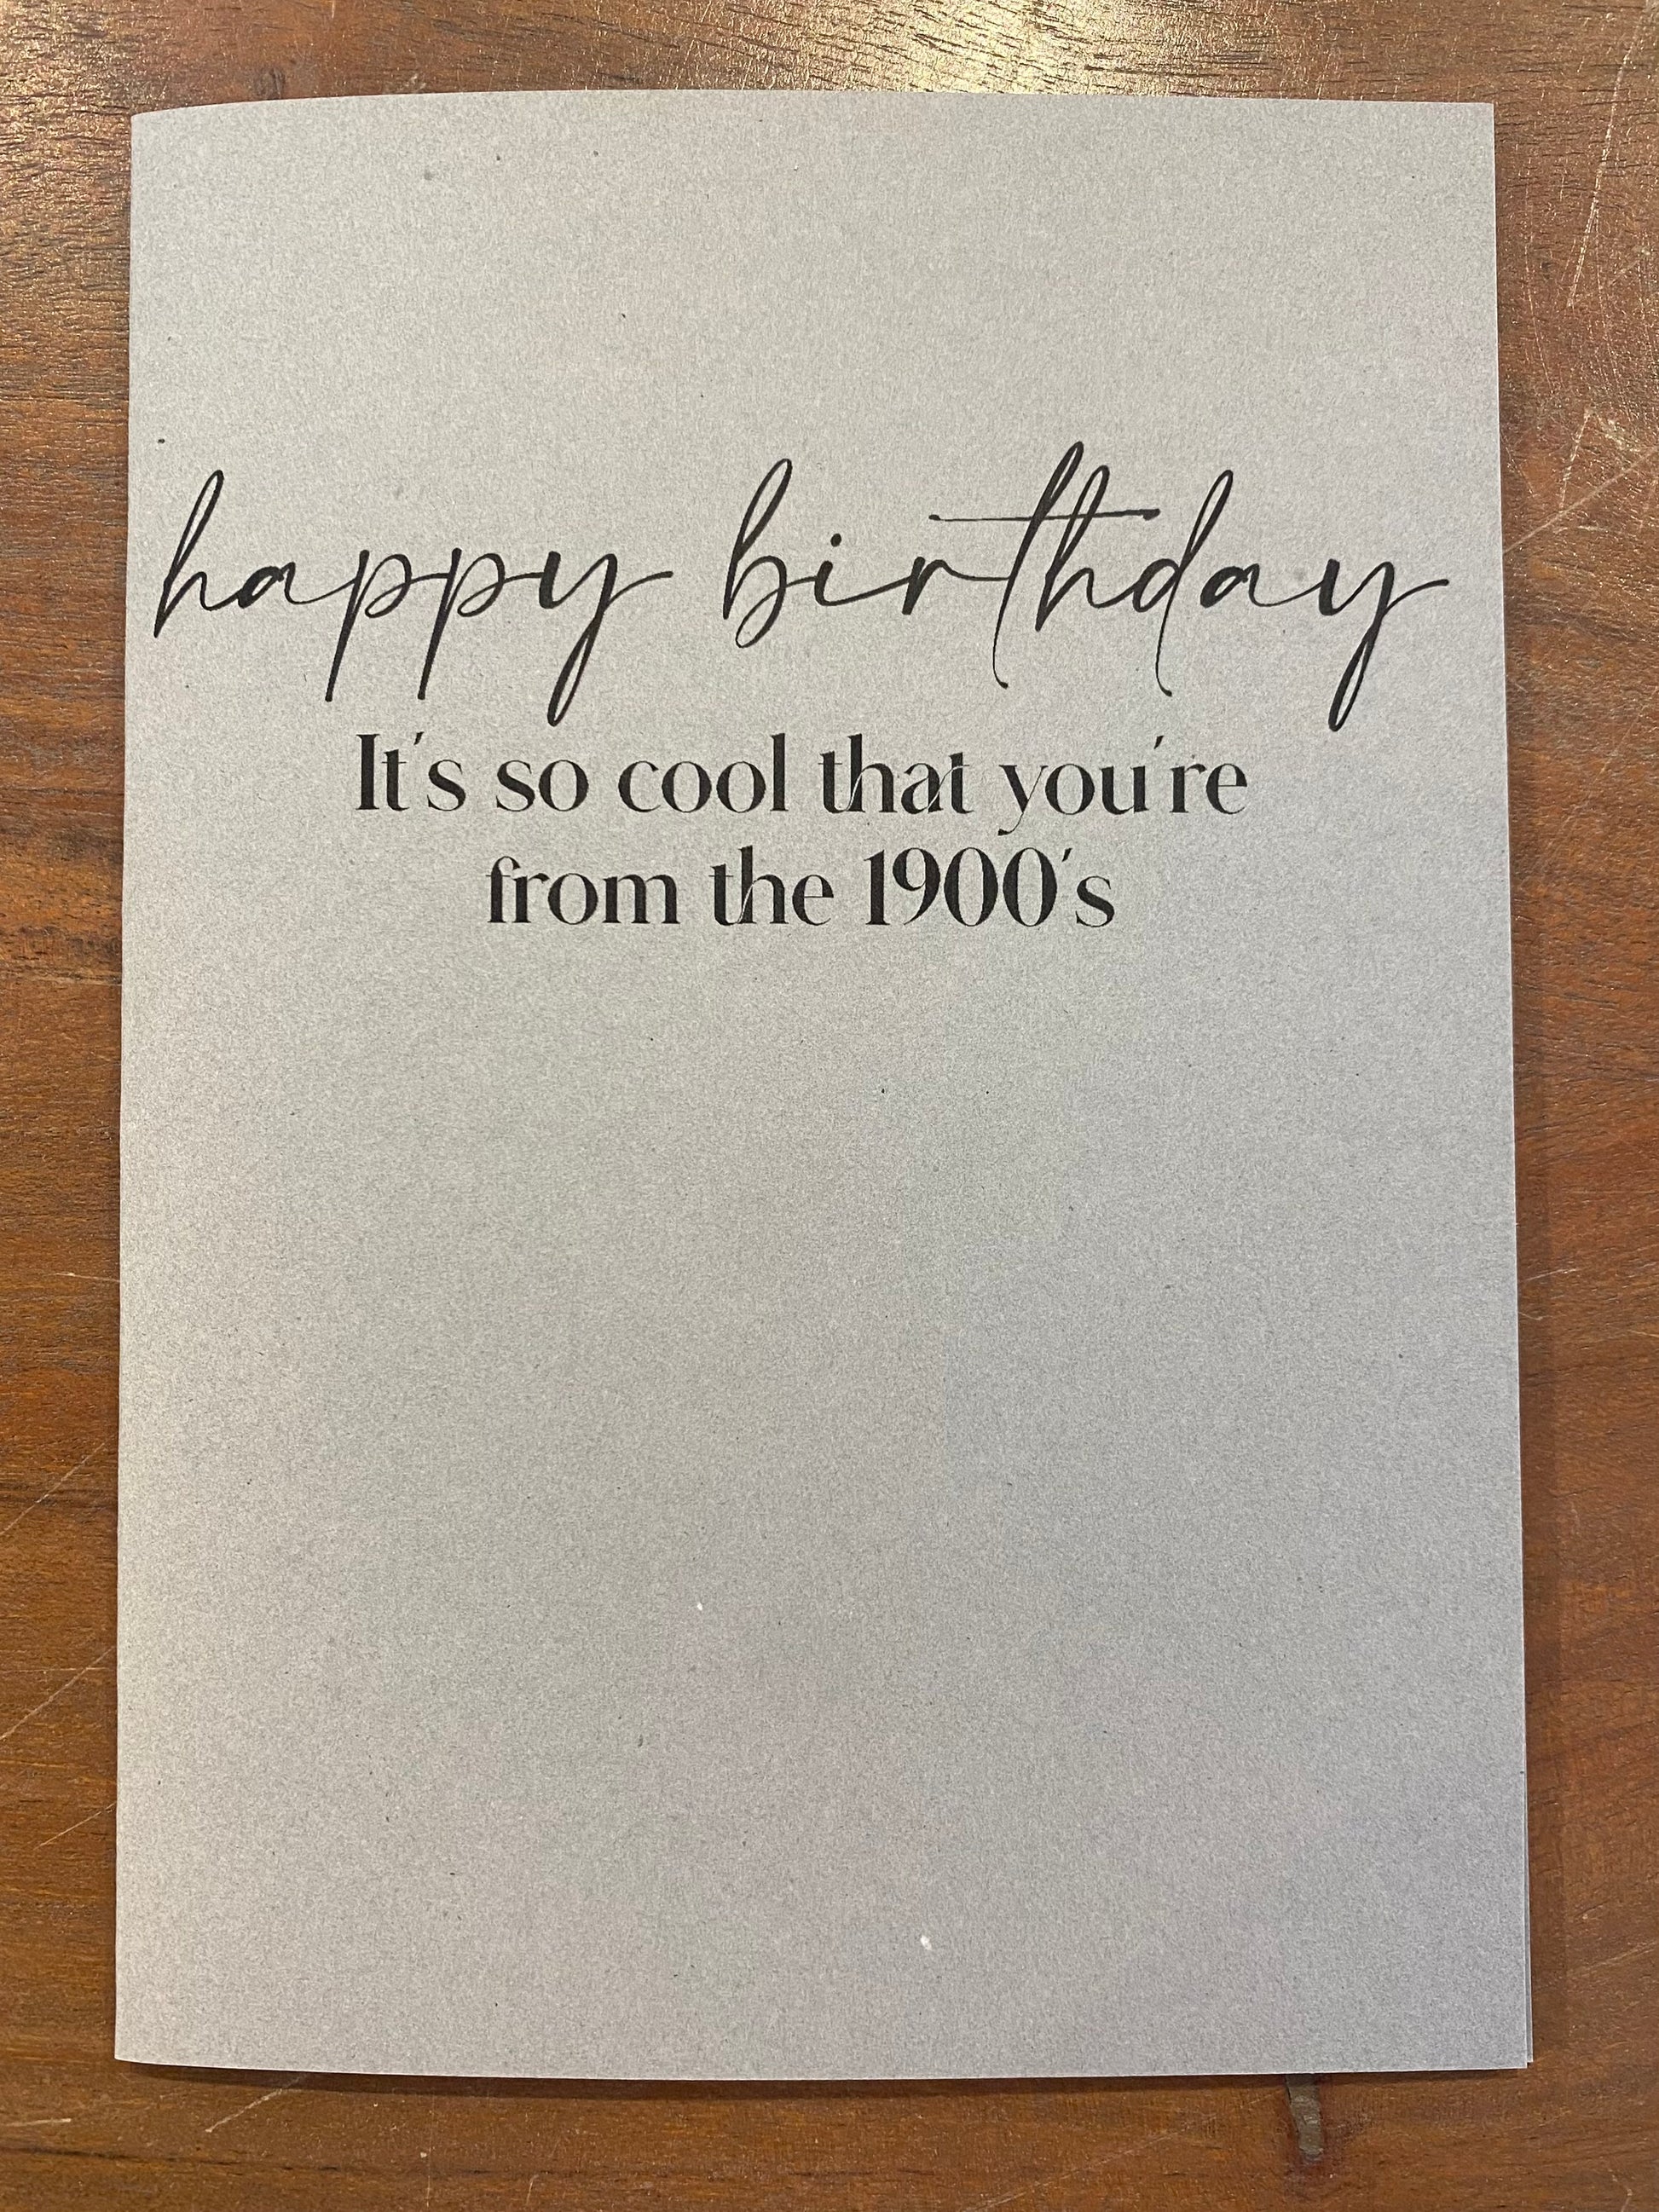 happy birthday
It's so cool that you're
from the 1900's